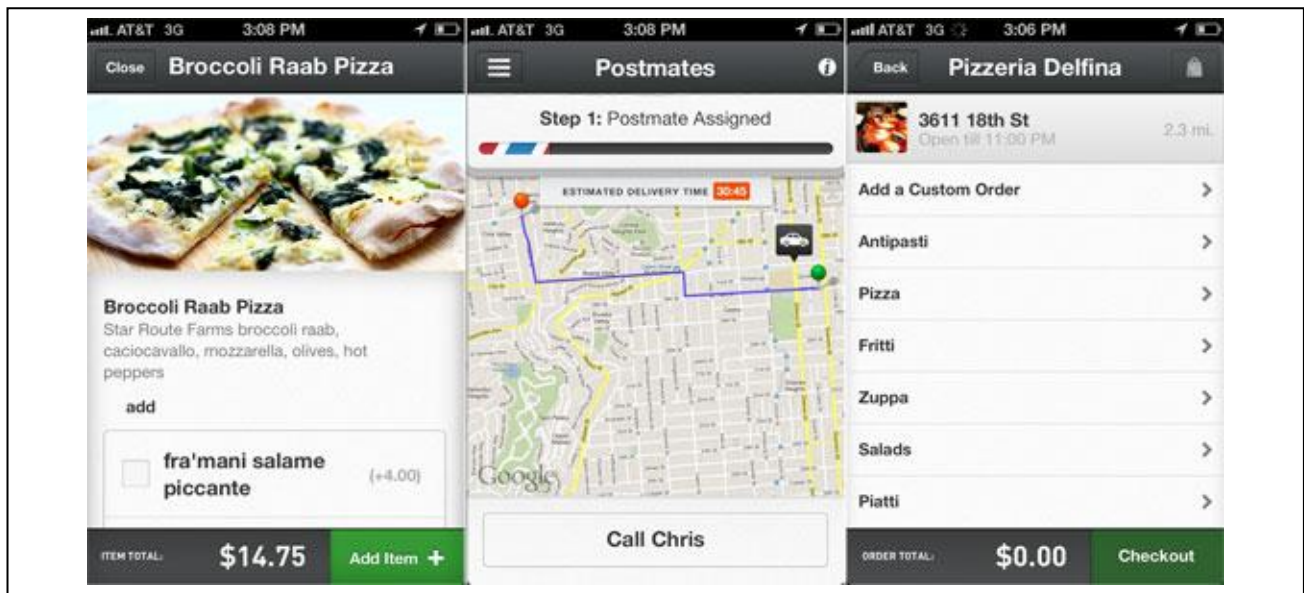 AT&T 3G 3:08 PM
Close Broccoli Raab Pizza
Broccoli Raab Pizza
Star Route Farms broccoli raab,
caciocavallo, mozzarella, olives, hot
peppers
add
fra'mani salame
piccante
(+4.00)
ITEM TOTAL: $14.75 Add Item +
AT&T 3G 3:08 PM
Postmates
Step 1: Postmate Assigned
ESTIMATED DELIVERY TIME 30:45
Google
Call Chris
AT&T 3G 3:06 PM
Back Pizzeria Delfina
3611 18th St
Open till 11:00 PM
2.3 mi.
Add a Custom Order
Antipasti
Pizza
Fritti
Zuppa
Salads
Piatti
ORDER TOTAL: $0.00 Checkout